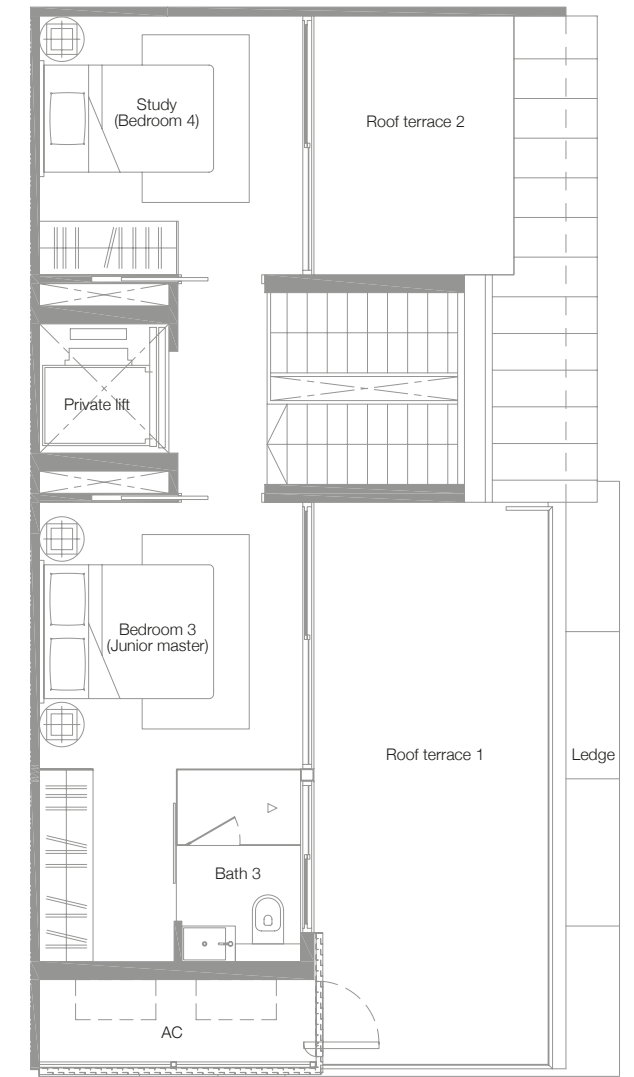 Study
(Bedroom 4)
Roof terrace 2
Private lift
Bedroom 3
(Junior master)
Roof terrace 1
Ledge
Bath 3
AC